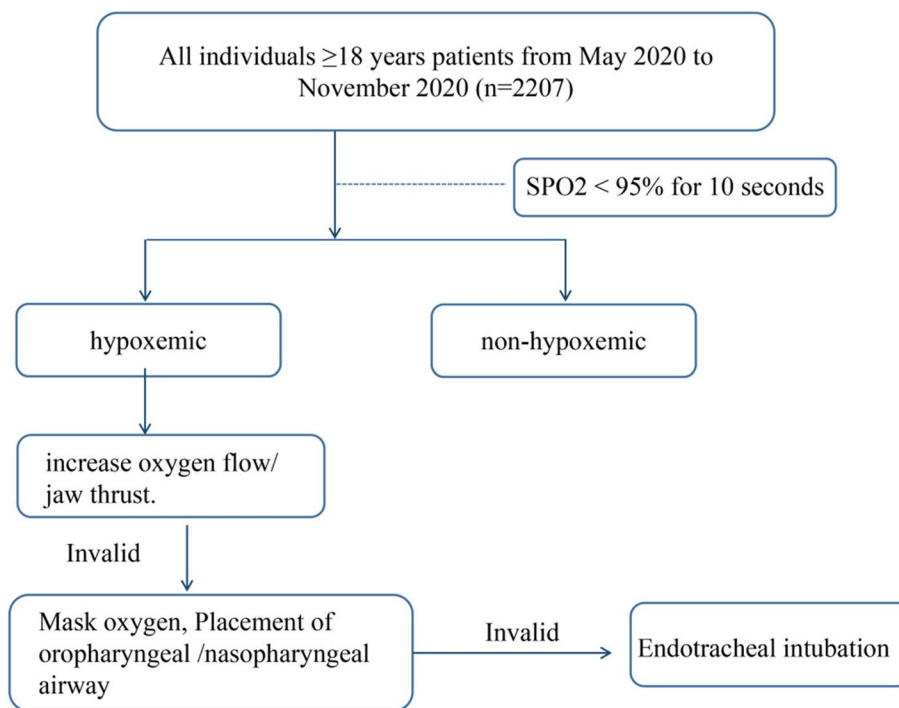 All individuals ≥18 years patients from May 2020 to
November 2020 (n=2207)
SPO2 < 95% for 10 seconds
hypoxemic
non-hypoxemic
increase oxygen flow/
jaw thrust.
Invalid
Mask oxygen, Placement of
oropharyngeal /nasopharyngeal
airway
Invalid
Endotracheal intubation